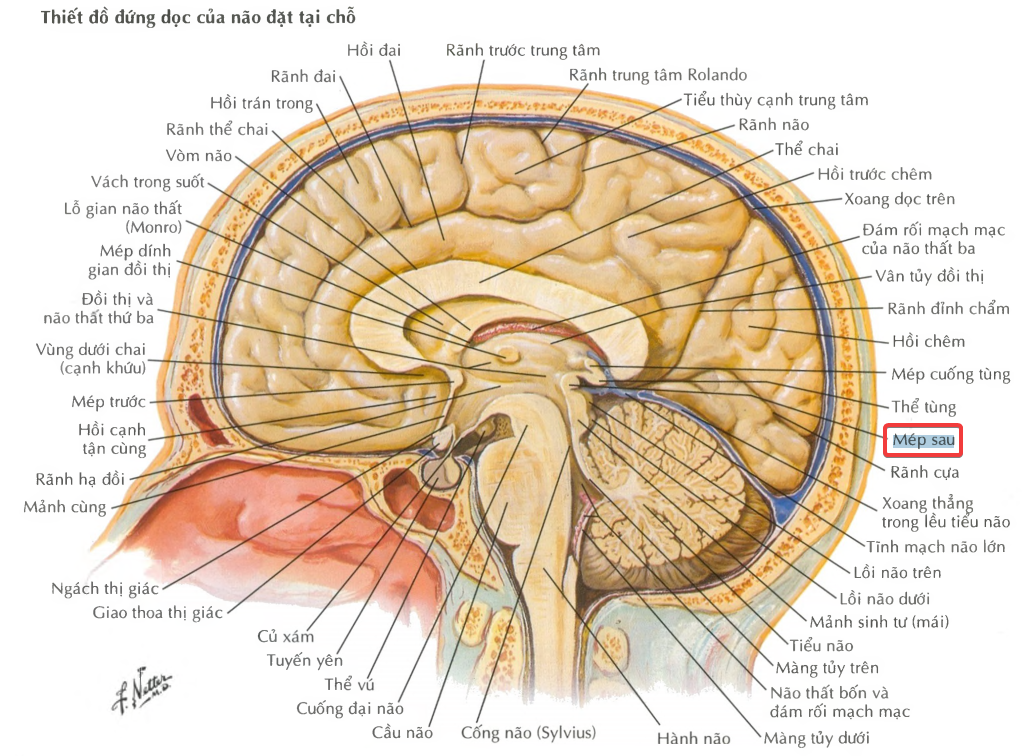 Thiết đồ đứng dọc của não đặt tại chỗ
Hồi đai
Rãnh trước trung tâm
Rãnh đai
Rãnh trung tâm Rolando
Hồi trán trong
Tiểu thùy cạnh trung tâm
Rãnh thể chai
Rãnh não
Vòm não
Thể chai
Vách trong suốt
Hồi trước chêm
Lỗ gian não thất
(Monro)
Xoang dọc trên
Mép dính
gian đồi thị
Đám rối mạch mạc
của não thất ba
Vân tủy đồi thị
Đồi thị và
não thất thứ ba
Rãnh đỉnh chẩm
Vùng dưới chai
(cạnh khứu)
Hồi chêm
Mép cuống tùng
Mép trước
Thể tùng
Hồi cạnh
tận cùng
Mép sau
Rãnh hạ đồi
Rãnh cựa
Mảnh cùng
Xoang thẳng
trong lều tiểu não
Tĩnh mạch não lớn
Ngách thị giác
Lồi não trên
Giao thoa thị giác
Lồi não dưới
Mảnh sinh tư (mái)
Củ xám
Tiểu não
Tuyến yên
Màng tủy trên
Thể vú
Não thất bốn và
đám rối mạch mạc
Cuống đại não
Cầu não
Cống não (Sylvius)
Hành não
Màng tủy dưới
F. Netter
M.D.